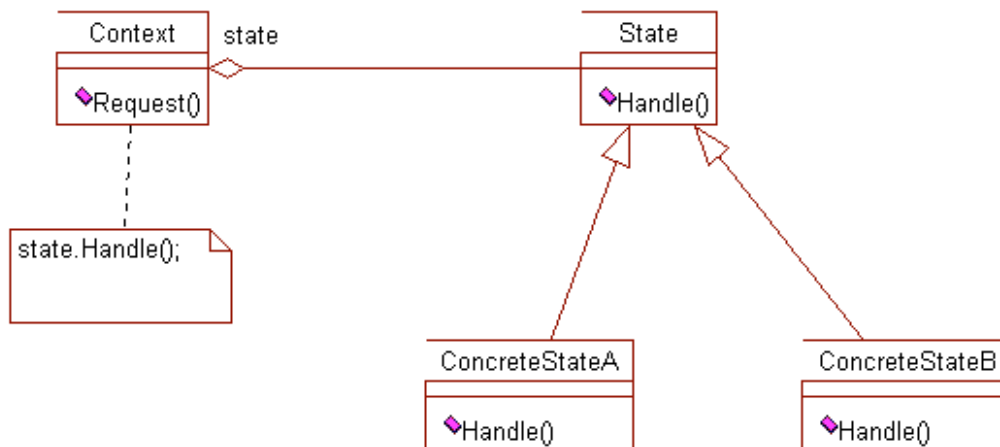 Context
state
State
Request()
Handle()
state.Handle();
ConcreteStateA
ConcreteStateB
Handle()
Handle()